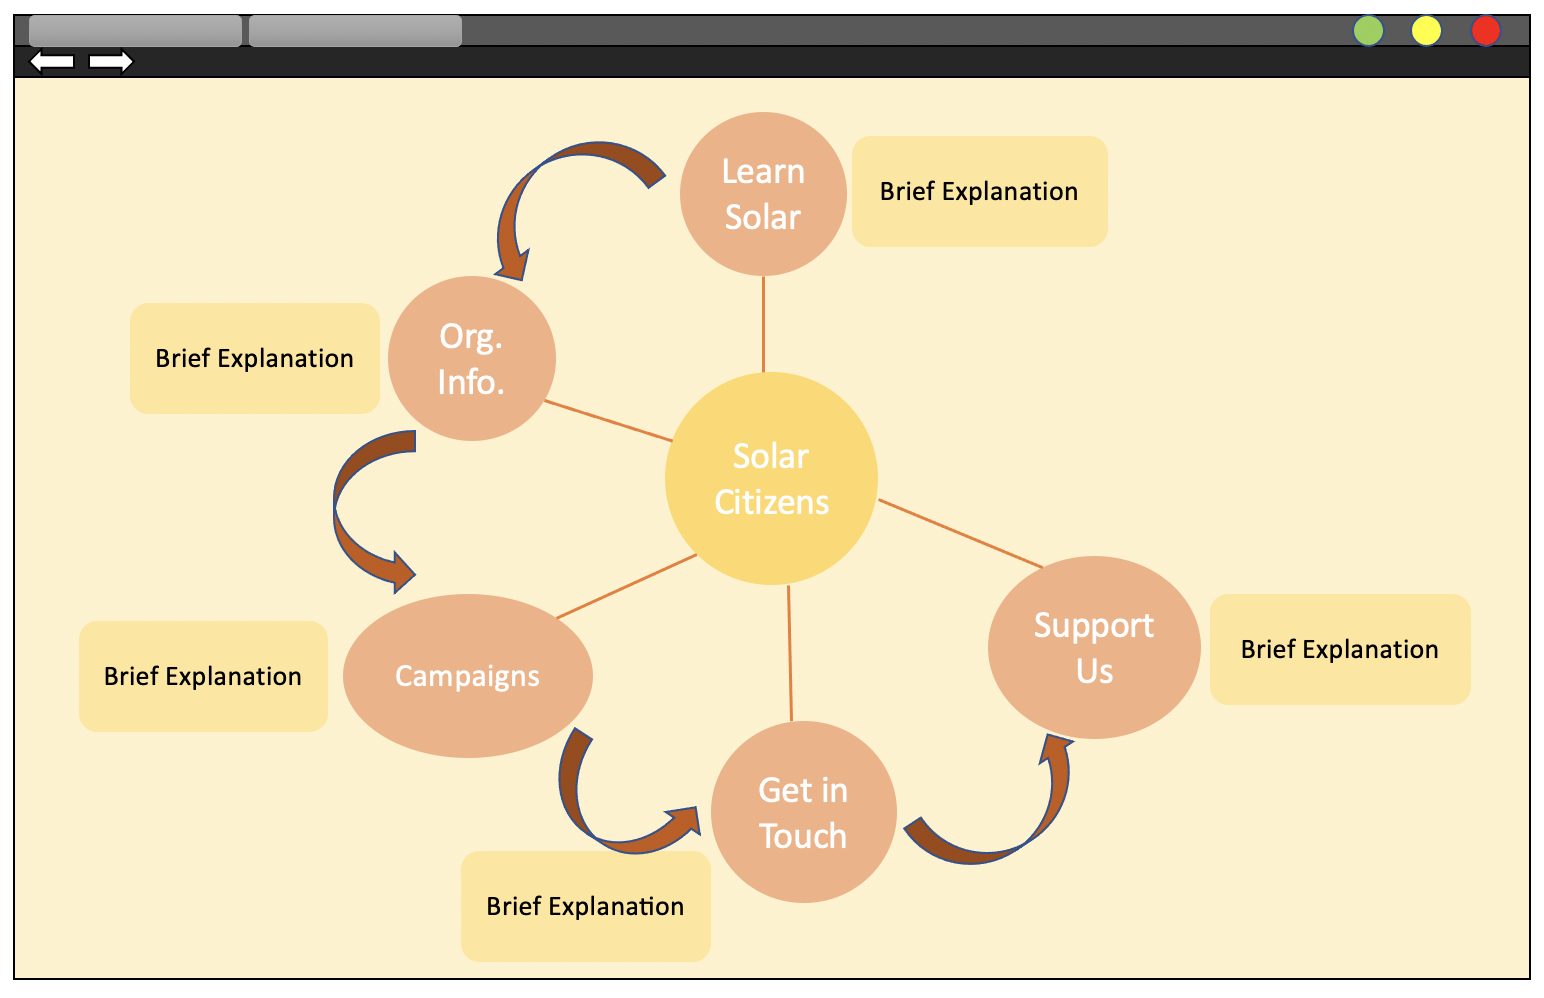 Learn
Solar
Brief Explanation
Org.
Info.
Brief Explanation
Solar
Citizens
Support
Us
Brief Explanation
Campaigns
Brief Explanation
Get in
Touch
Brief Explanation